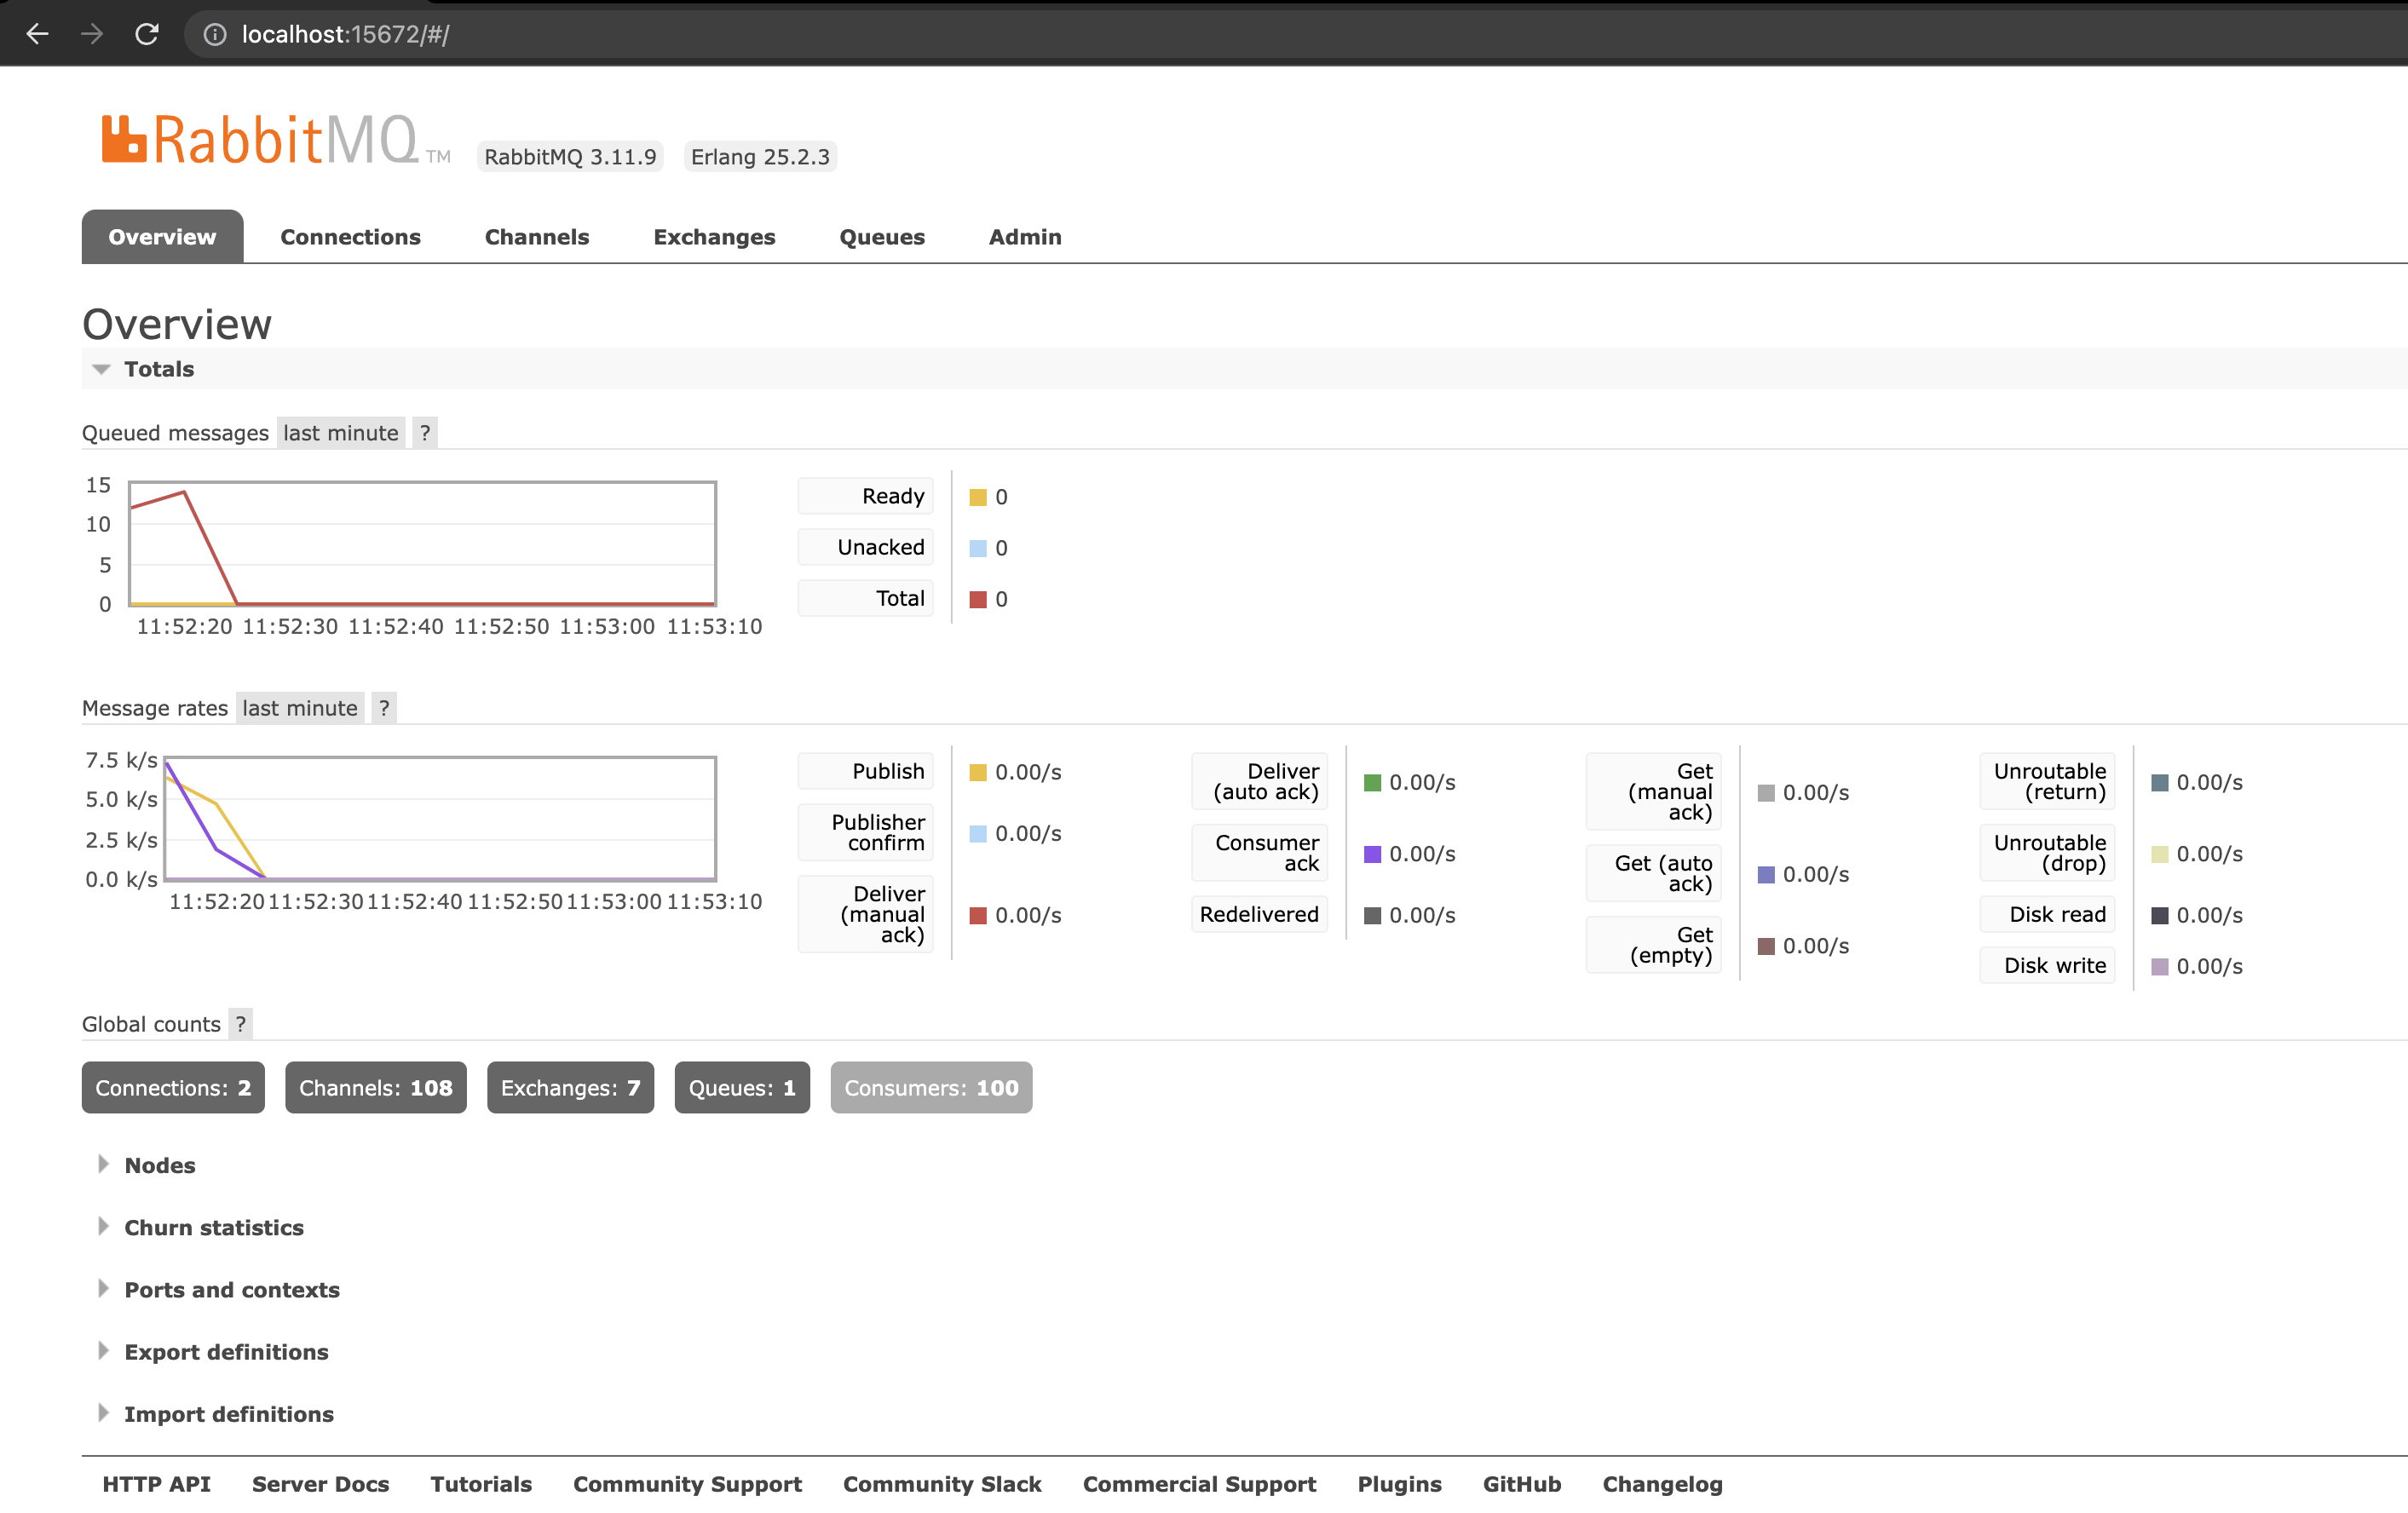 localhost:15672/#/
RabbitMQ TM RabbitMQ 3.11.9 Erlang 25.2.3
Overview Connections Channels Exchanges Queues Admin
Overview
Totals
Queued messages last minute ?
15
10
5
0
11:52:20 11:52:30 11:52:40 11:52:50 11:53:00 11:53:10
Ready 0
Unacked 0
Total 0
Message rates last minute ?
7.5 k/s
5.0 k/s
2.5 k/s
0.0 k/s
11:52:20 11:52:30 11:52:40 11:52:50 11:53:00 11:53:10
Publish 0.00/s
Publisher
confirm 0.00/s
Deliver
(manual
ack) 0.00/s
Deliver
(auto ack) 0.00/s
Consumer
ack 0.00/s
Redelivered 0.00/s
Get
(manual
ack) 0.00/s
Get (auto
ack) 0.00/s
Get
(empty) 0.00/s
Unroutable
(return) 0.00/s
Unroutable
(drop) 0.00/s
Disk read 0.00/s
Disk write 0.00/s
Global counts ?
Connections: 2 Channels: 108 Exchanges: 7 Queues: 1 Consumers: 100
Nodes
Churn statistics
Ports and contexts
Export definitions
Import definitions
HTTP API Server Docs Tutorials Community Support Community Slack Commercial Support Plugins GitHub Changelog